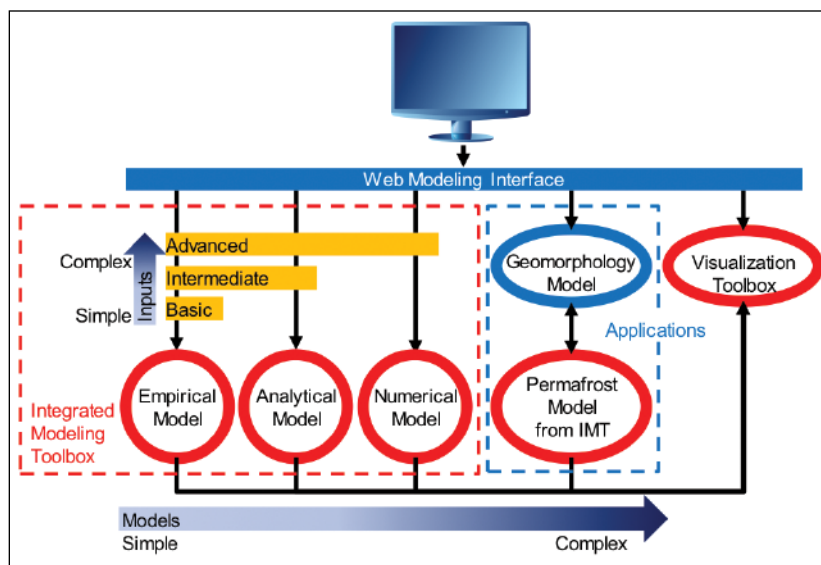 Web Modeling Interface
Advanced
Complex
Intermediate
Inputs
Simple
Basic
Geomorphology
Model
Visualization
Toolbox
Applications
Empirical
Model
Analytical
Model
Numerical
Model
Permafrost
Model
from IMT
Integrated
Modeling
Toolbox
Models
Simple
Complex